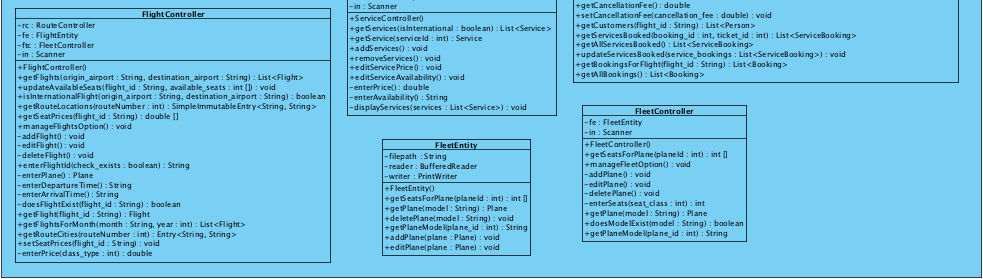 FlightController
-rc : RouteController
-fe : FlightEntity
-ftc : FleetController
-in : Scanner
+FlightController()
+getFlights(origin_airport : String, destination_airport : String) : List<Flight>
+updateAvailableSeats(flight_id : String, available_seats : int []) : void
+isInternationalFlight(origin_airport : String, destination_airport : String) : boolean
+getRouteLocations(routeNumber : int) : SimpleImmutableEntry<String, String>
+getSeatPrices(flight_id : String) : double []
+manageFlightsOption() : void
-addFlight() : void
-editFlight() : void
-deleteFlight() : void
+enterFlightId(check_exists : boolean) : String
-enterPlane() : Plane
-enterDepartureTime() : String
-enterArrivalTime() : String
-doesFlightExist(flight_id : String) : boolean
+getFlight(flight_id : String) : Flight
+getFlightsForMonth(month : String, year : int) : List<Flight>
+getRouteCities(routeNumber : int) : Entry<String, String>
+setSeatPrices(flight_id : String) : void
-enterPrice(class_type : int) : double
-in : Scanner
+ServiceController()
+getServices(isInternational : boolean) : List<Service>
+getService(serviceId : int) : Service
+addServices() : void
+removeServices() : void
+editServicePrice() : void
+editServiceAvailability() : void
-enterPrice() : double
-enterAvailability() : String
-displayServices(services : List<Service>) : void
+getCancellationFee() : double
+setCancellationFee(cancellation_fee : double) : void
+getCustomers(flight_id : String) : List<Person>
+getServicesBooked(booking_id : int, ticket_id : int) : List<ServiceBooking>
+getAllServicesBooked() : List<ServiceBooking>
+updateServicesBooked(service_bookings : List<ServiceBooking>) : void
+getBookingsForFlight(flight_id : String) : List<Booking>
+getAllBookings() : List<Booking>
FleetEntity
-filepath : String
-reader : BufferedReader
-writer : PrintWriter
+FleetEntity()
+getSeatsForPlane(planeId : int) : int []
+getPlane(model : String) : Plane
+deletePlane(model : String) : void
+getPlaneModel(plane_id : int) : String
+addPlane(plane : Plane) : void
+editPlane(plane : Plane) : void
FleetController
-fe : FleetEntity
-in : Scanner
+FleetController()
+getSeatsForPlane(planeId : int) : int []
+manageFleetOption() : void
-addPlane() : void
-editPlane() : void
-deletePlane() : void
-enterSeats(seat_class : int) : int
+getPlane(model : String) : Plane
+doesModelExist(model : String) : boolean
+getPlaneModel(plane_id : int) : String